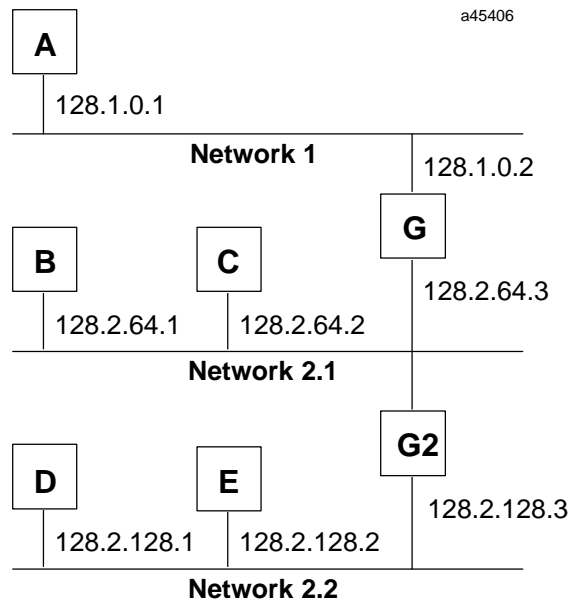 a45406
A
128.1.0.1
Network 1
128.1.0.2
G
B
C
128.2.64.3
128.2.64.1
128.2.64.2
Network 2.1
G2
D
E
128.2.128.3
128.2.128.1
128.2.128.2
Network 2.2